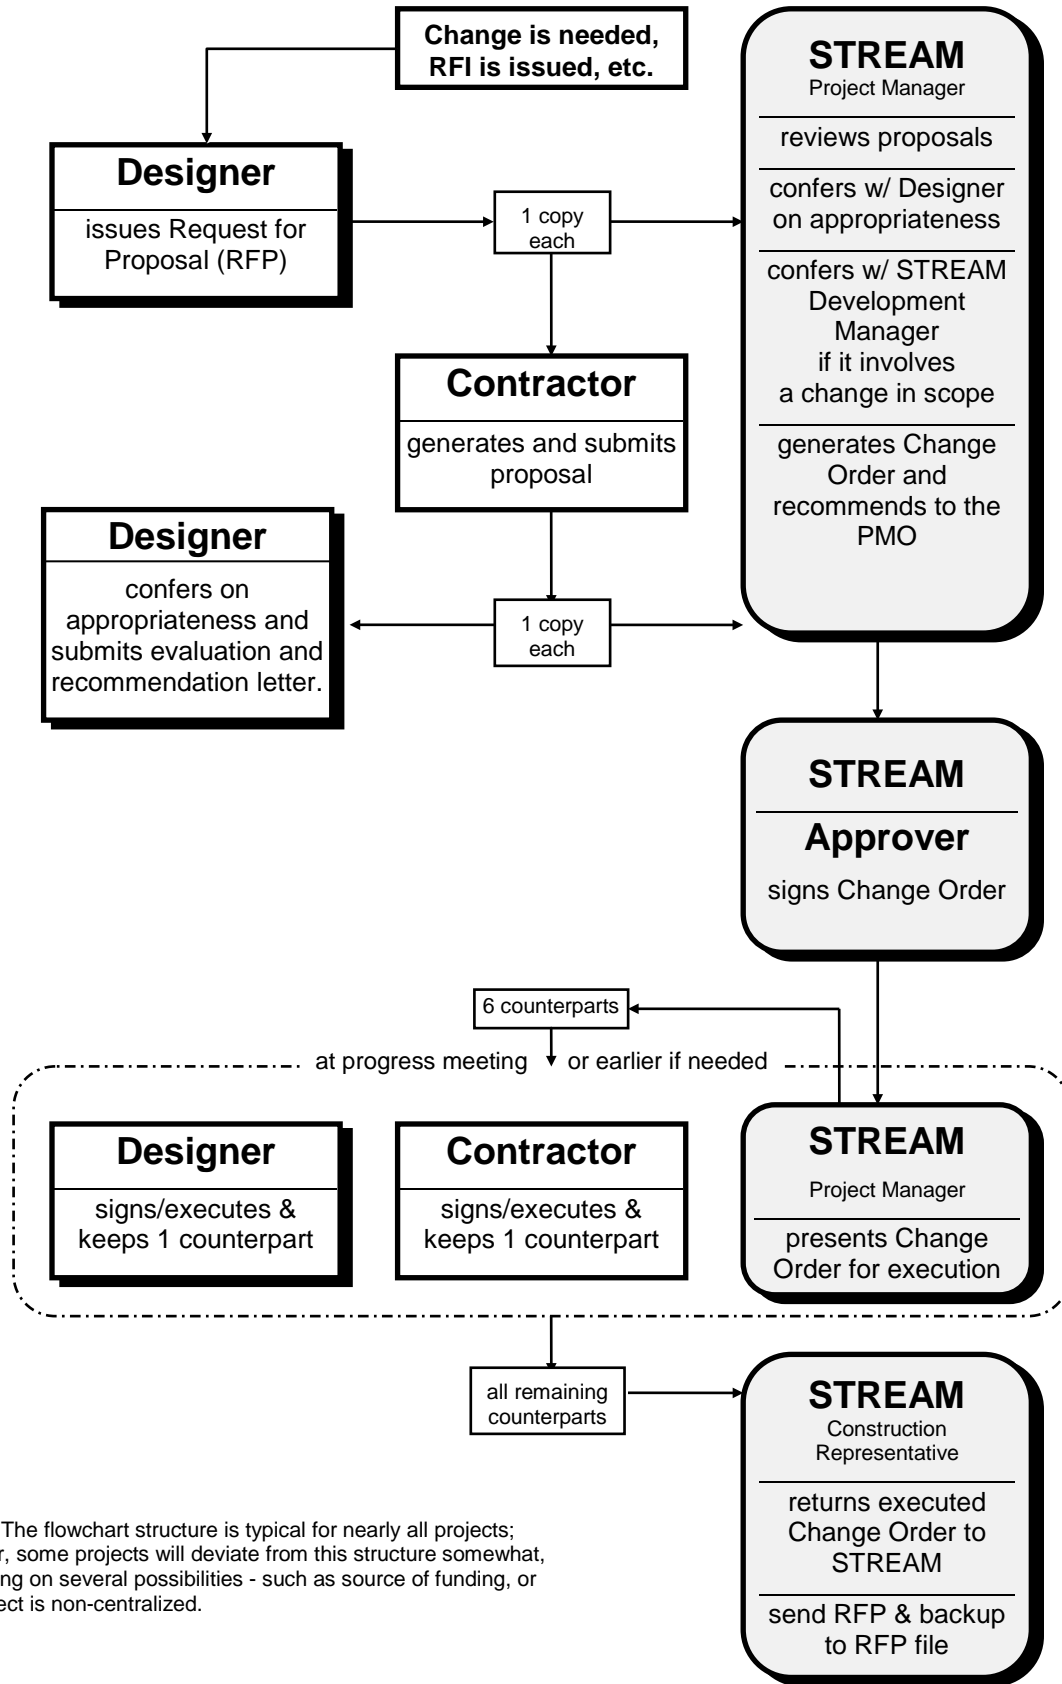 Change is needed,
RFI is issued, etc.
Designer
issues Request for
Proposal (RFP)
1 copy
each
STREAM
Project Manager
reviews proposals
confers w/ Designer
on appropriateness
confers w/ STREAM
Development
Manager
if it involves
a change in scope
generates Change
Order and
recommends to the
PMO
Contractor
generates and submits
proposal
Designer
confers on
appropriateness and
submits evaluation and
recommendation letter.
1 copy
each
STREAM
Approver
signs Change Order
6 counterparts
at progress meeting
or earlier if needed
Designer
signs/executes &
keeps 1 counterpart
Contractor
signs/executes &
keeps 1 counterpart
STREAM
Project Manager
presents Change
Order for execution
all remaining
counterparts
STREAM
Construction
Representative
returns executed
Change Order to
STREAM
send RFP & backup
to RFP file
The flowchart structure is typical for nearly all projects;
some projects will deviate from this structure somewhat,
on several possibilities - such as source of funding, or
is non-centralized.